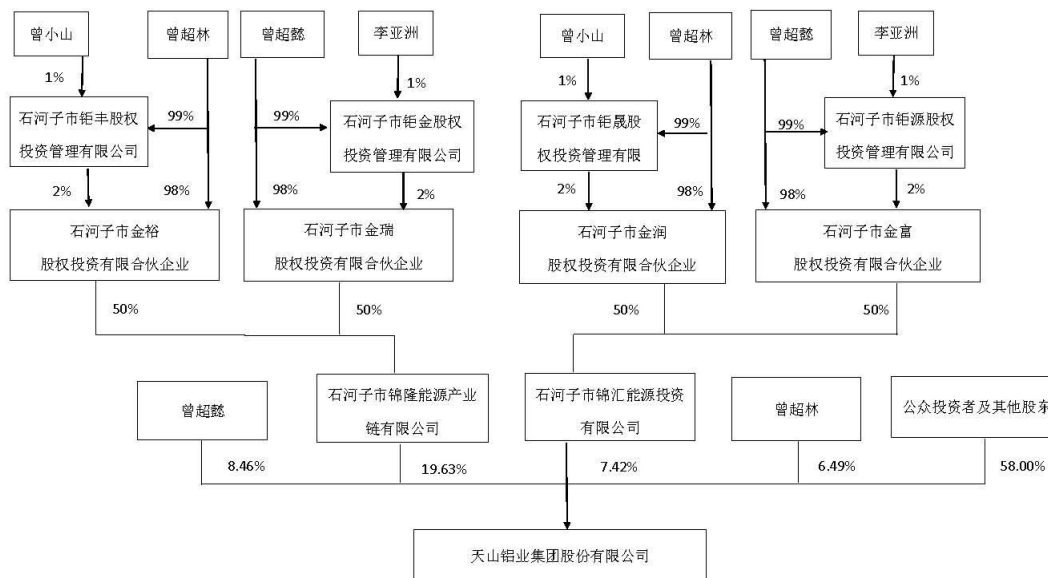 曾小山
曾超林
曾超懿
李亚洲
曾小山
曾超林
曾超懿
李亚洲
1%
1%
1%
1%
石河子市钜丰股权
投资管理有限公司
99%
99%
石河子市钜金股权
投资管理有限公司
石河子市钜晟股
权投资管理有限
99%
99%
石河子市钜源股权
投资管理有限公司
2%
98%
98%
2%
2%
98%
98%
2%
石河子市金裕
股权投资有限合伙企业
石河子市金瑞
股权投资有限合伙企业
石河子市金润
股权投资有限合伙企业
石河子市金富
股权投资有限合伙企业
50%
50%
50%
50%
曾超懿
石河子市锦隆能源产业
链有限公司
石河子市锦汇能源投资
有限公司
曾超林
公众投资者及其他股东
8.46%
19.63%
7.42%
6.49%
58.00%
天山铝业集团股份有限公司